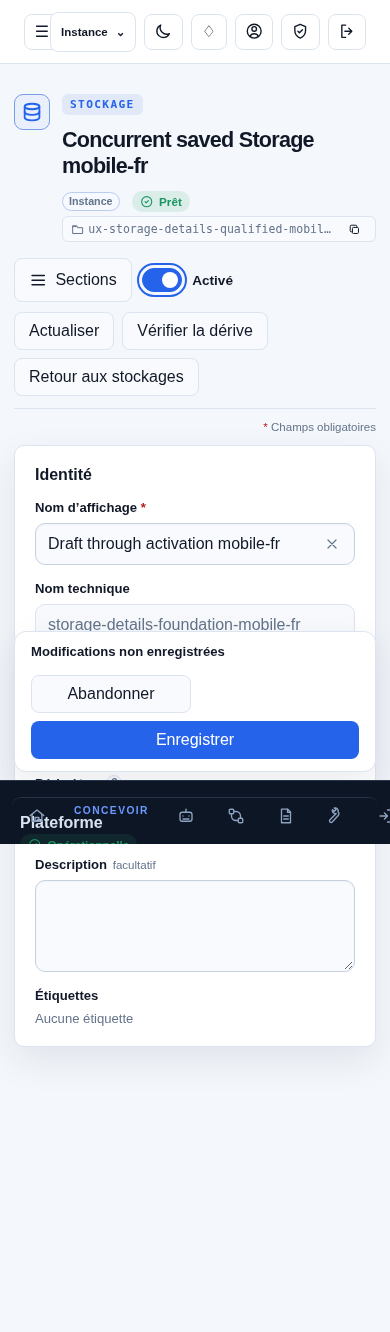 Instance
STOCKAGE
Concurrent saved Storage
mobile-fr
Instance
Prêt
ux-storage-details-qualified-mobil…
Sections
Activé
Actualiser
Vérifier la dérive
Retour aux stockages
* Champs obligatoires
Identité
Nom d’affichage *
Draft through activation mobile-fr
Nom technique
storage-details-foundation-mobile-fr
Modifications non enregistrées
Abandonner
Enregistrer
CONCEVOIR
Plateforme
Opérationnelle
Description facultatif
Étiquettes
Aucune étiquette